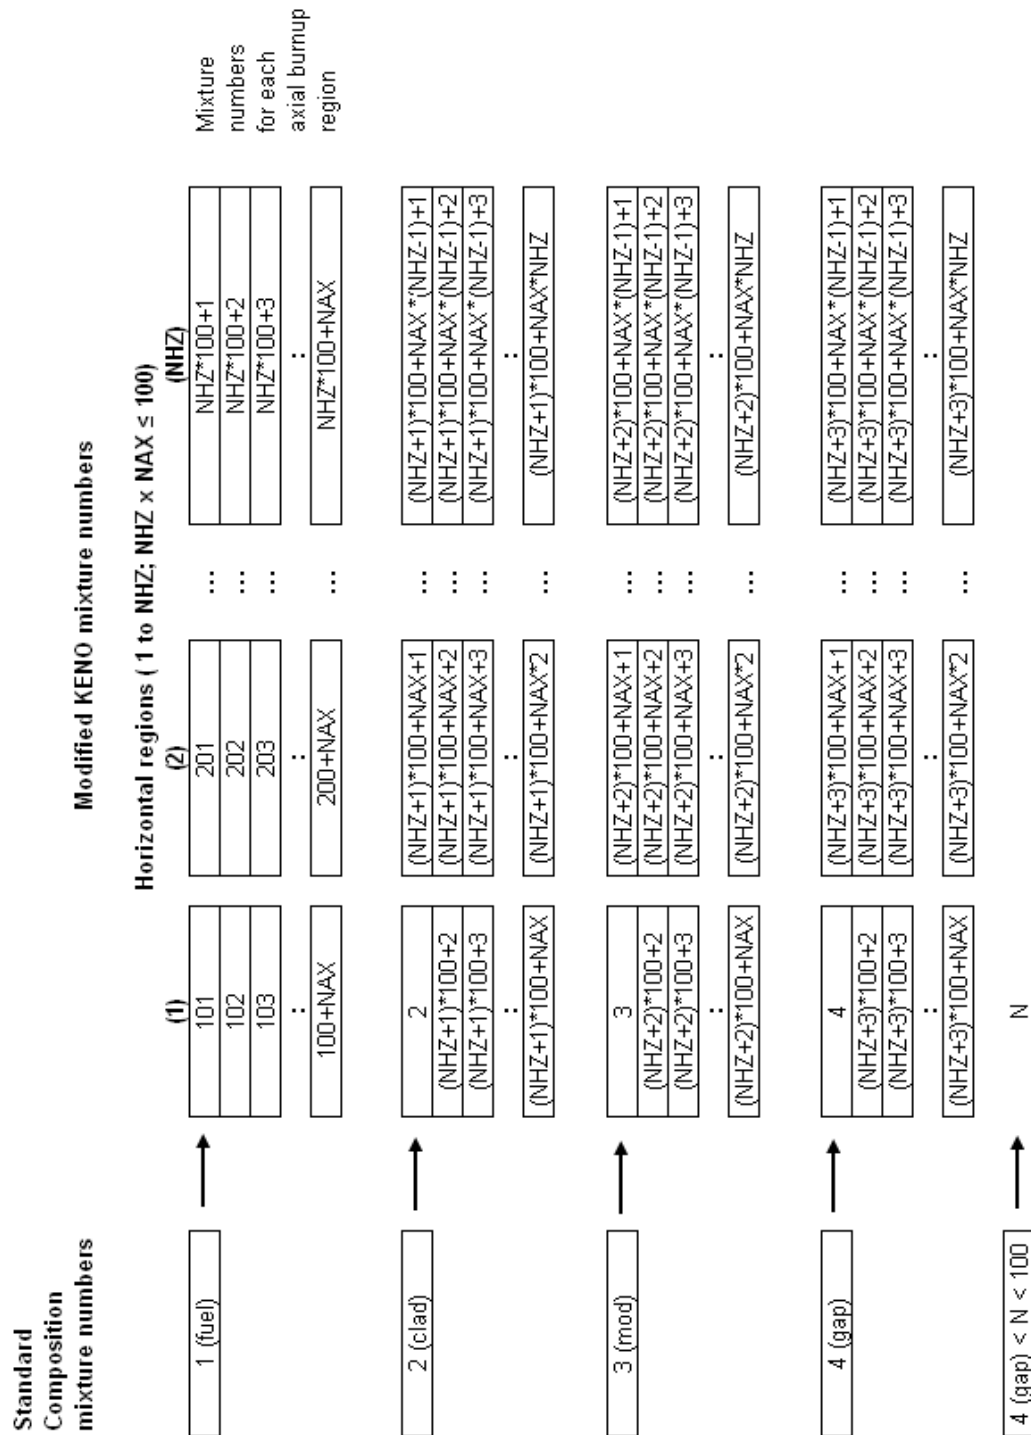 Standard
Composition
mixture numbers
Modified KENO mixture numbers
Horizontal regions ( 1 to NHZ; NHZ x NAX ≤ 100)
(1)
(2)
(NHZ)
1 (fuel)
101
201
NHZ*100+1
102
202
NHZ*100+2
103
203
NHZ*100+3
:
:
:
100+NAX
200+NAX
NHZ*100+NAX
...
...
...
...
Mixture
numbers
for each
axial burnup
region
2 (clad)
2
(NHZ+1)*100+NAX+1
...
(NHZ+1)*100+NAX*(NHZ-1)+1
(NHZ+1)*100+2
(NHZ+1)*100+NAX+2
...
(NHZ+1)*100+NAX*(NHZ-1)+2
(NHZ+1)*100+3
(NHZ+1)*100+NAX+3
...
(NHZ+1)*100+NAX*(NHZ-1)+3
:
:
:
(NHZ+1)*100+NAX
(NHZ+1)*100+NAX*2
...
(NHZ+1)*100+NAX*NHZ
3 (mod)
3
(NHZ+2)*100+NAX+1
...
(NHZ+2)*100+NAX*(NHZ-1)+1
(NHZ+2)*100+2
(NHZ+2)*100+NAX+2
...
(NHZ+2)*100+NAX*(NHZ-1)+2
(NHZ+2)*100+3
(NHZ+2)*100+NAX+3
...
(NHZ+2)*100+NAX*(NHZ-1)+3
:
:
:
(NHZ+2)*100+NAX
(NHZ+2)*100+NAX*2
...
(NHZ+2)*100+NAX*NHZ
4 (gap)
4
(NHZ+3)*100+NAX+1
...
(NHZ+3)*100+NAX*(NHZ-1)+1
(NHZ+3)*100+2
(NHZ+3)*100+NAX+2
...
(NHZ+3)*100+NAX*(NHZ-1)+2
(NHZ+3)*100+3
(NHZ+3)*100+NAX+3
...
(NHZ+3)*100+NAX*(NHZ-1)+3
:
:
:
(NHZ+3)*100+NAX
(NHZ+3)*100+NAX*2
...
(NHZ+3)*100+NAX*NHZ
4 (gap) < N < 100
N